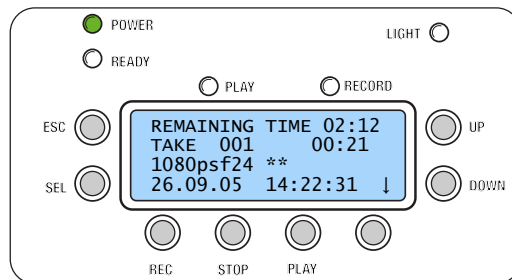 POWER
LIGHT
READY
PLAY
RECORD
ESC
UP
REMAINING TIME 02:12
TAKE 001 00:21
1080psf24 **
26.09.05 14:22:31 ↓
SEL
DOWN
REC
STOP
PLAY